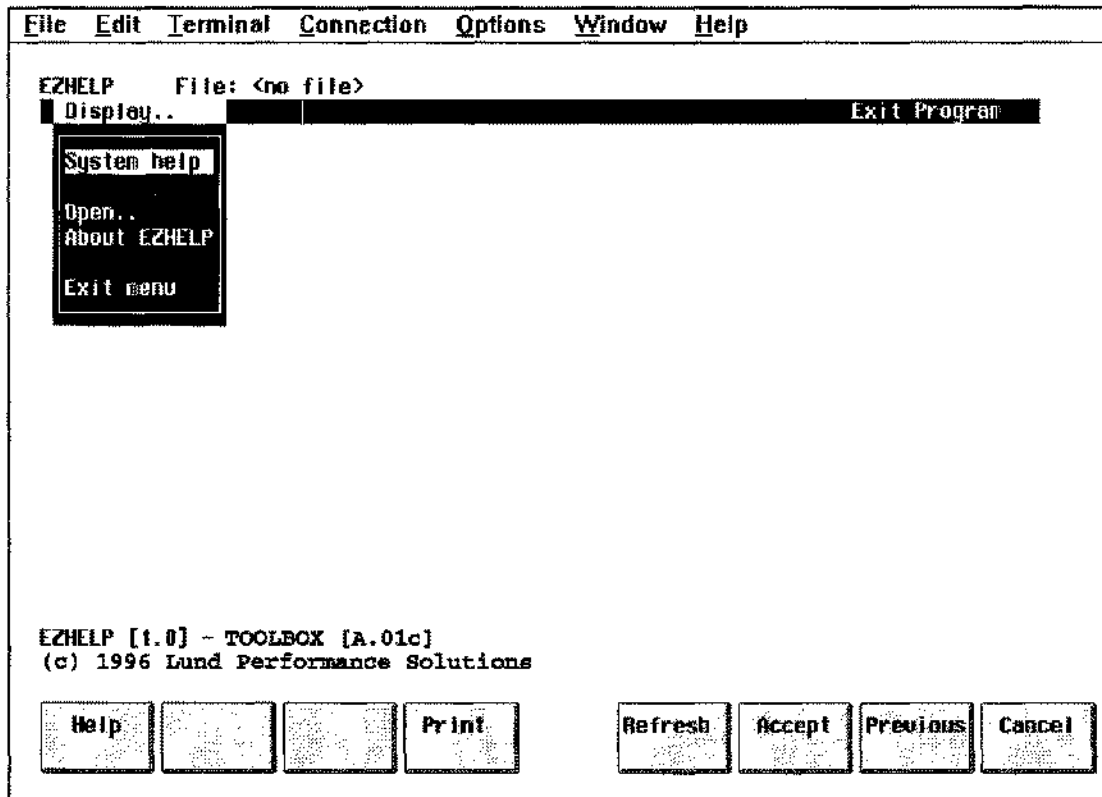 File Edit Terminal Connection Options Window Help
EZHELP File: <no file>
Display.. Exit Program
System help
Open..
About EZHELP
Exit menu
EZHELP [1.0] - TOOLBOX [A.01c]
(c) 1996 Lund Performance Solutions
Help Print Refresh Accept Previous Cancel